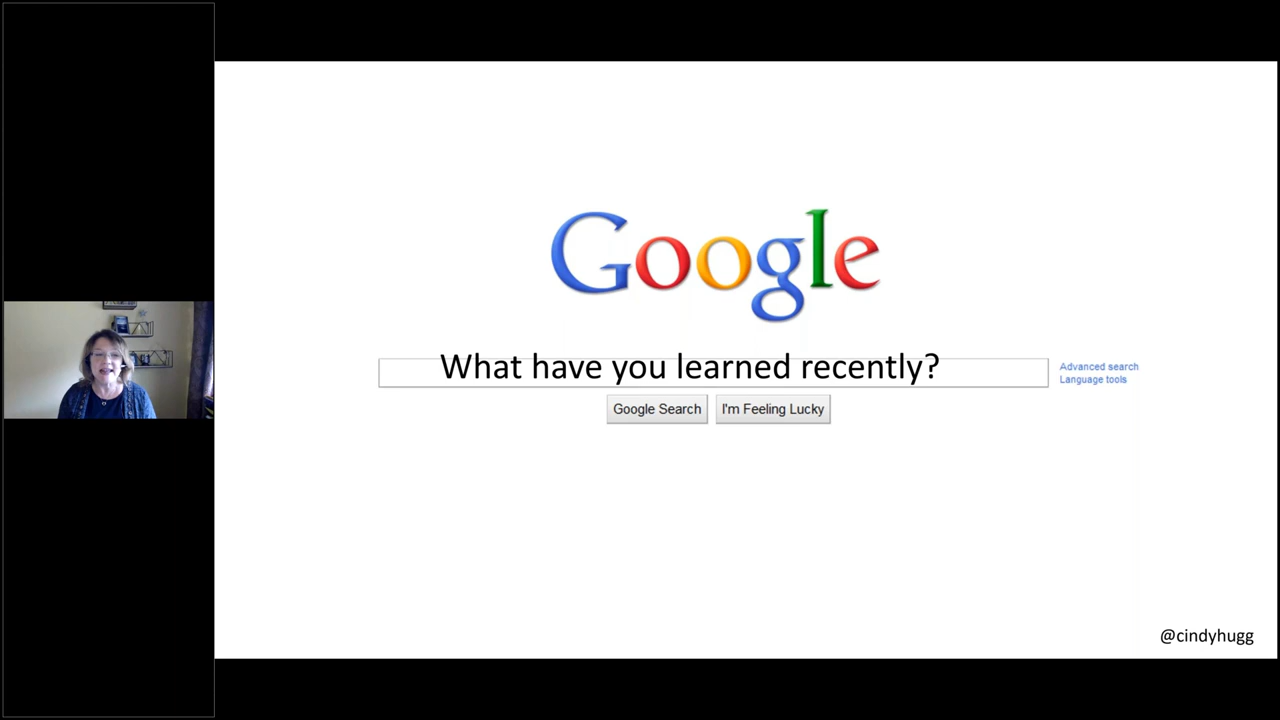 Google
What have you learned recently?
Advanced search
Language tools
Google Search
I'm Feeling Lucky
@cindyhugg